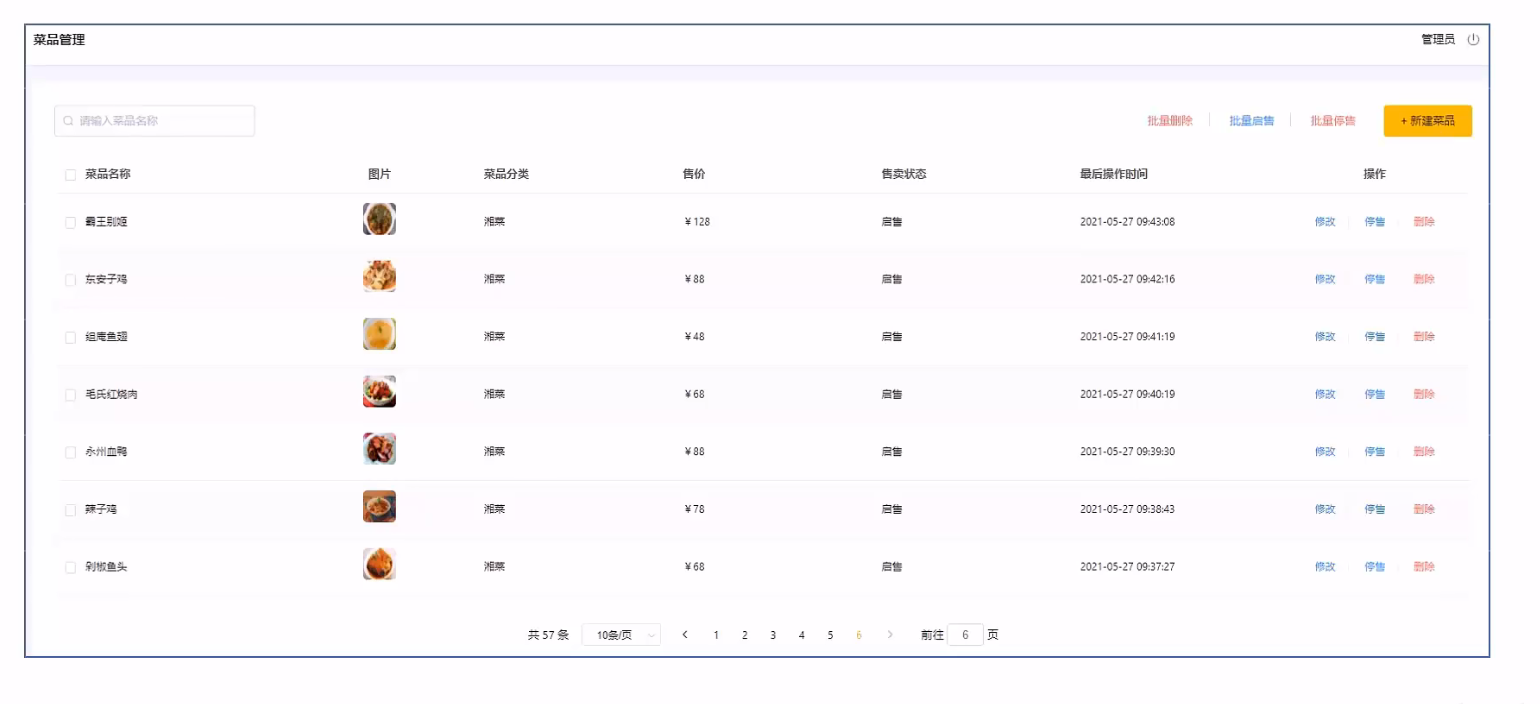 菜品管理 管理员
请输入菜品名称 批量删除 批量启售 批量停售 + 新建菜品
菜品名称 图片 菜品分类 售价 售卖状态 最后操作时间 操作
霸王别姬 湘菜 ¥128 启售 2021-05-27 09:43:08 修改 停售 删除
东安子鸡 湘菜 ¥88 启售 2021-05-27 09:42:16 修改 停售 删除
组庵鱼翅 湘菜 ¥48 启售 2021-05-27 09:41:19 修改 停售 删除
毛氏红烧肉 湘菜 ¥68 启售 2021-05-27 09:40:19 修改 停售 删除
永州血鸭 湘菜 ¥88 启售 2021-05-27 09:39:30 修改 停售 删除
辣子鸡 湘菜 ¥78 启售 2021-05-27 09:38:43 修改 停售 删除
剁椒鱼头 湘菜 ¥68 启售 2021-05-27 09:37:27 修改 停售 删除
共 57 条 10条/页 1 2 3 4 5 6 前往 6 页